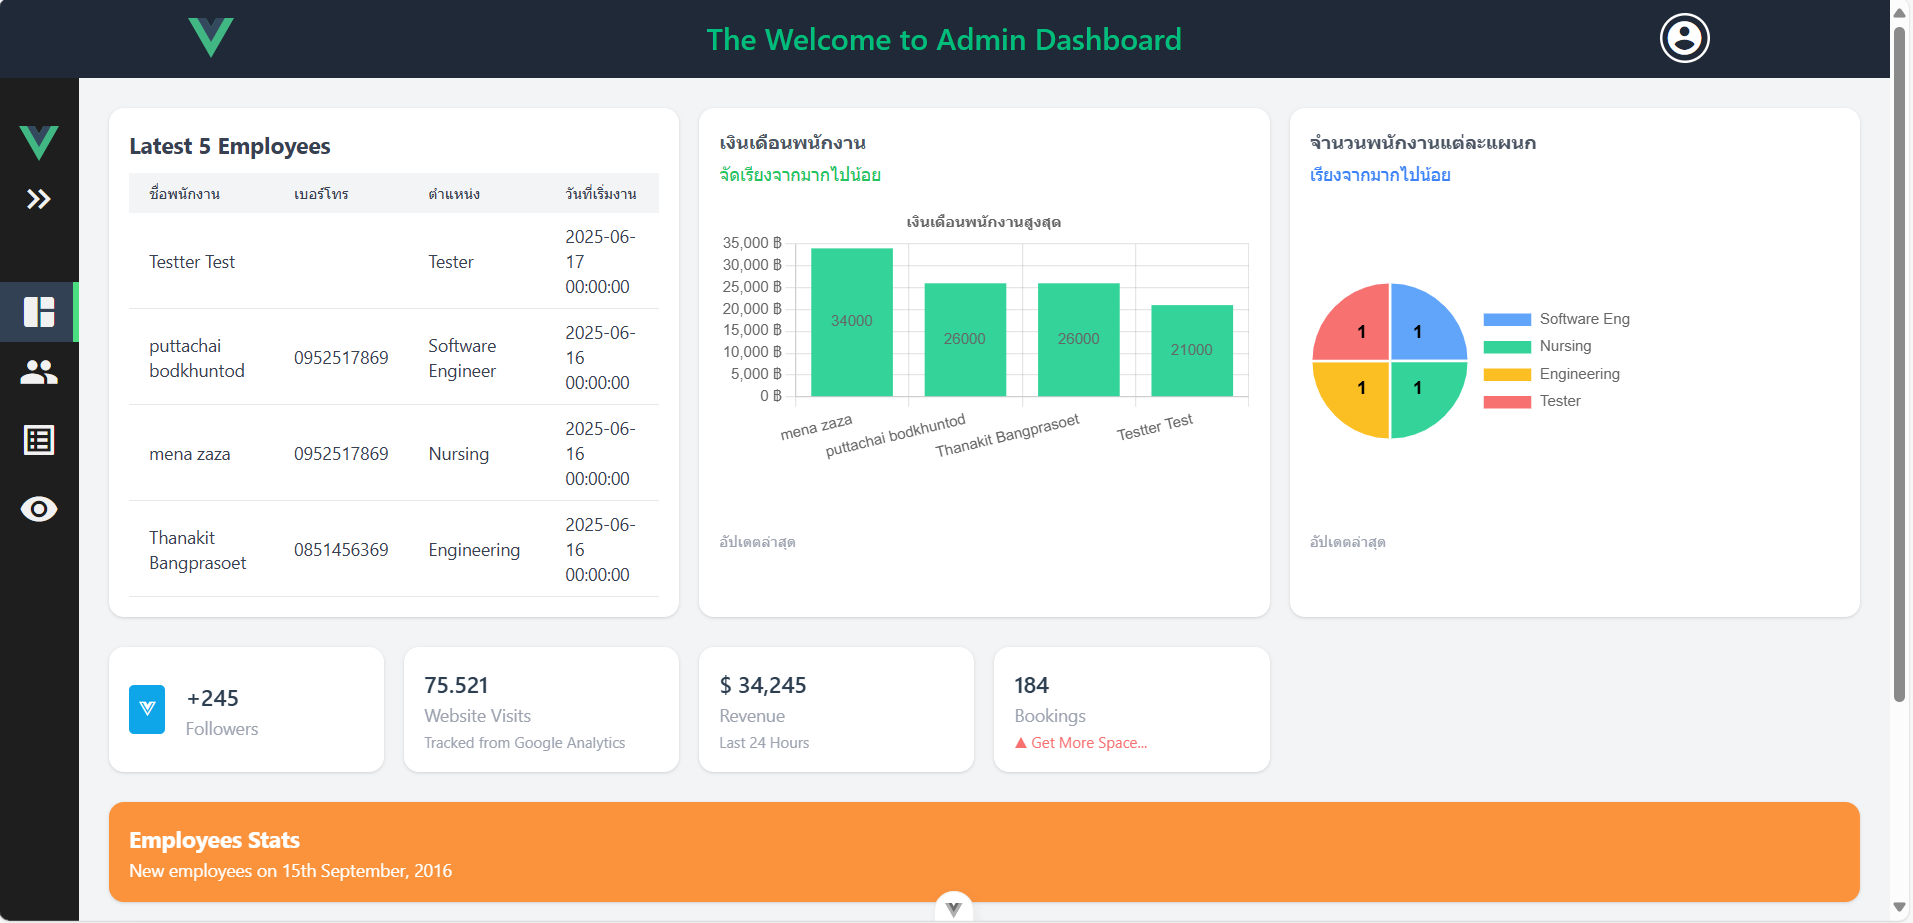 The Welcome to Admin Dashboard
Latest 5 Employees
ชื่อพนักงาน เบอร์โทร ตำแหน่ง วันที่เริ่มงาน
Testter Test Tester 2025-06-
17
00:00:00
puttachai
bodkhuntod 0952517869 Software
Engineer 2025-06-
16
00:00:00
mena zaza 0952517869 Nursing 2025-06-
16
00:00:00
Thanakit
Bangprasoet 0851456369 Engineering 2025-06-
16
00:00:00
เงินเดือนพนักงาน
จัดเรียงจากมากไปน้อย
เงินเดือนพนักงานสูงสุด
35,000 ฿
30,000 ฿
25,000 ฿
20,000 ฿
15,000 ฿
10,000 ฿
5,000 ฿
0 ฿
34000
26000
26000
21000
mena zaza
puttachai bodkhuntod
Thanakit Bangprasoet
Testter Test
อัปเดตล่าสุด
จำนวนพนักงานแต่ละแผนก
เรียงจากมากไปน้อย
1 1
1 1
Software Eng
Nursing
Engineering
Tester
อัปเดตล่าสุด
+245
Followers
75.521
Website Visits
Tracked from Google Analytics
$ 34,245
Revenue
Last 24 Hours
184
Bookings
Get More Space...
Employees Stats
New employees on 15th September, 2016